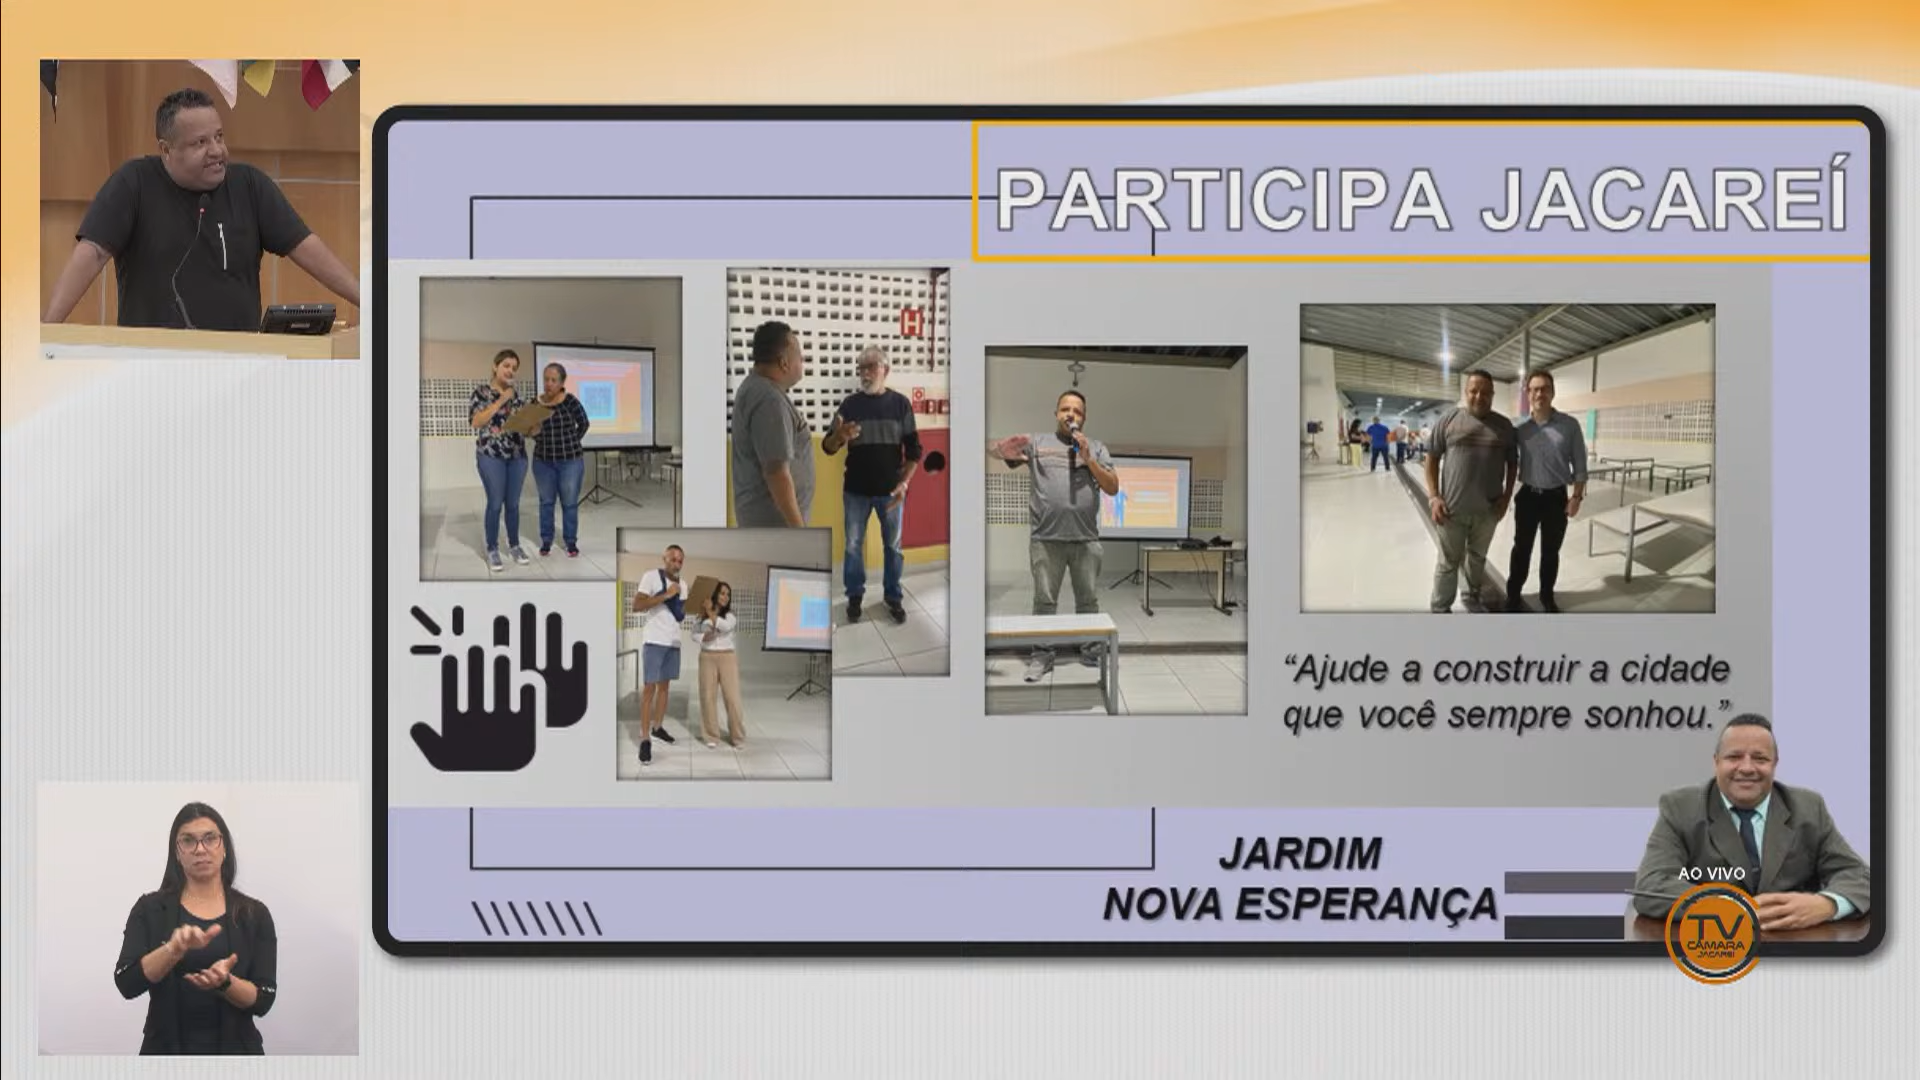 PARTICIPA JACAREÍ
H
“Ajude a construir a cidade
que você sempre sonhou.”
JARDIM
NOVA ESPERANÇA
AO VIVO
TV
CÂMARA
JACAREÍ